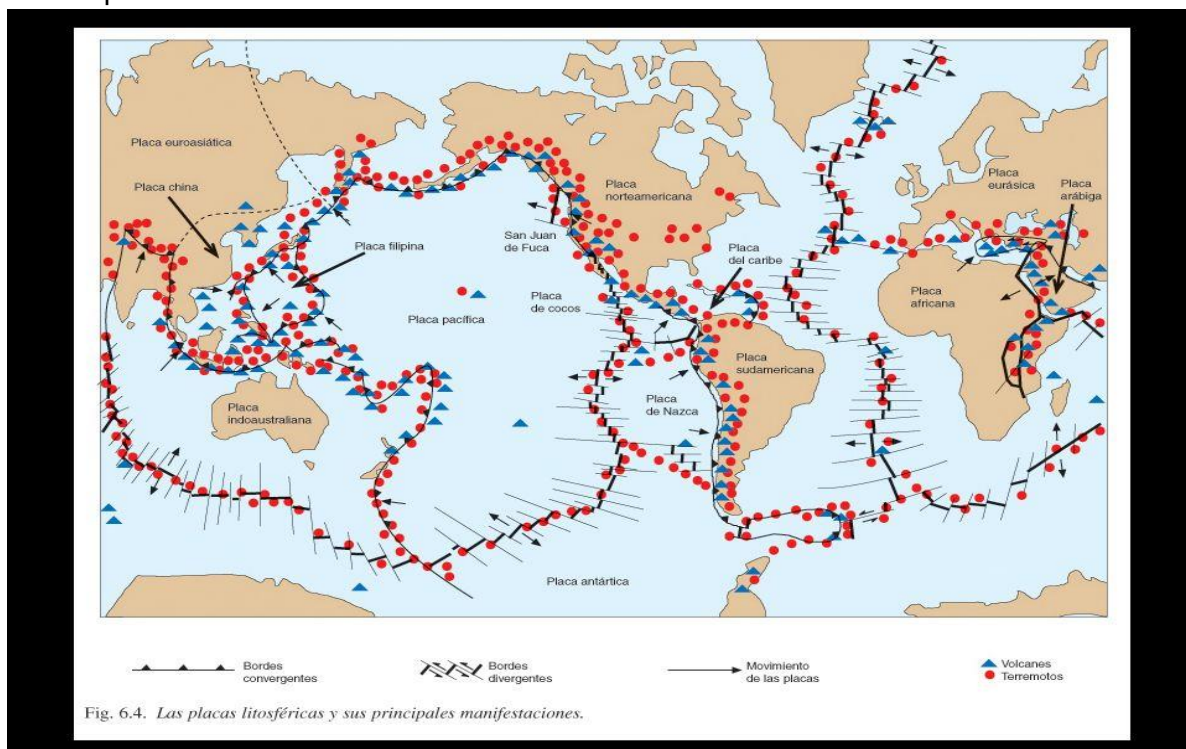 Placa euroasiática
Placa china
Placa filipina
Placa pacífica
Placa
indoaustraliana
San Juan
de Fuca
Placa
norteamericana
Placa
de cocos
Placa
del caribe
Placa
sudamericana
Placa
de Nazca
Placa antártica
Placa
africana
Placa
eurásica
Placa
arábiga
Bordes
convergentes
Bordes
divergentes
Movimiento
de las placas
Volcanes
Terremotos
Fig. 6.4. Las placas litosféricas y sus principales manifestaciones.